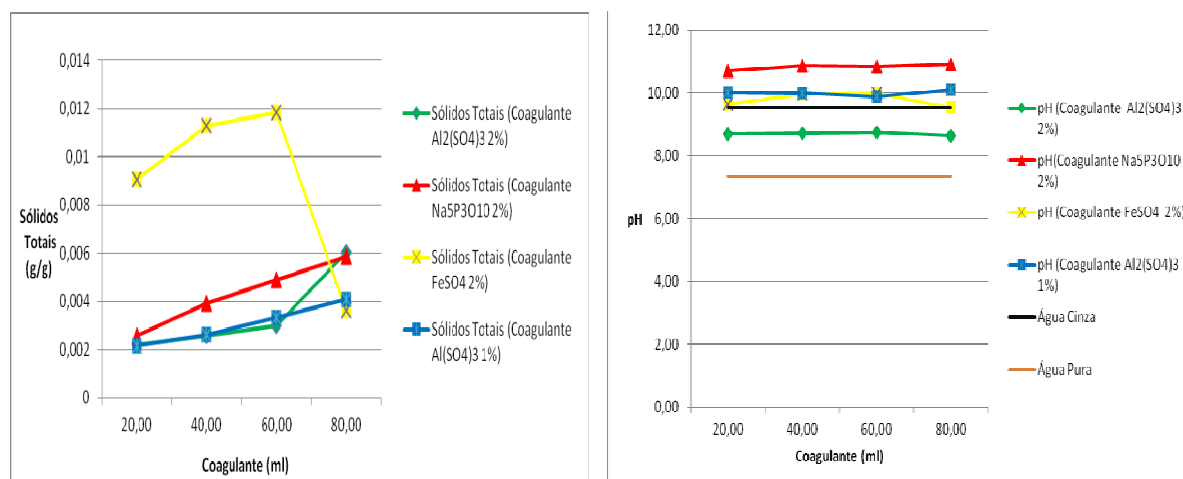 0,014
0,012
0,01
0,008
0,006
0,004
0,002
0
Sólidos
Totais
(g/g)
20,00 40,00 60,00 80,00
Coagulante (ml)
Sólidos Totais (Coagulante
Al2(SO4)3 2%)
Sólidos Totais (Coagulante
Na5P3O10 2%)
Sólidos Totais (Coagulante
FeSO4 2%)
Sólidos Totais (Coagulante
Al(SO4)3 1%)
12,00
10,00
8,00
6,00
4,00
2,00
0,00
pH
20,00 40,00 60,00 80,00
Coagulante (ml)
pH (Coagulante Al2(SO4)3
2%)
pH(Coagulante Na5P3O10
2%)
pH (Coagulante FeSO4 2%)
pH (Coagulante Al2(SO4)3
1%)
Água Cinza
Água Pura